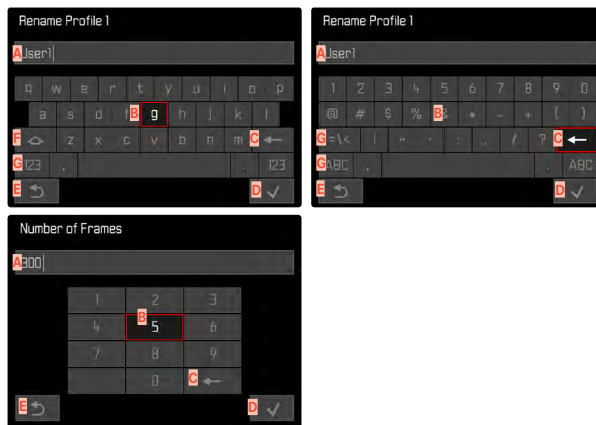 Rename Profile 1
A User1
q w e r t y u i o p
a s d f B g h j k l
F z x c v b n m C ←
G 123 , . 123
E D ✓
Rename Profile 1
A User1
1 2 3 4 5 6 7 8 9 0
@ # $ % B & * - + ( )
G =\< ! " ' : ; / ? C ←
G ABC , . ABC
E D ✓
Number of Frames
A 300
1 2 3
B
4 5 6
7 8 9
0 C ←
E D ✓